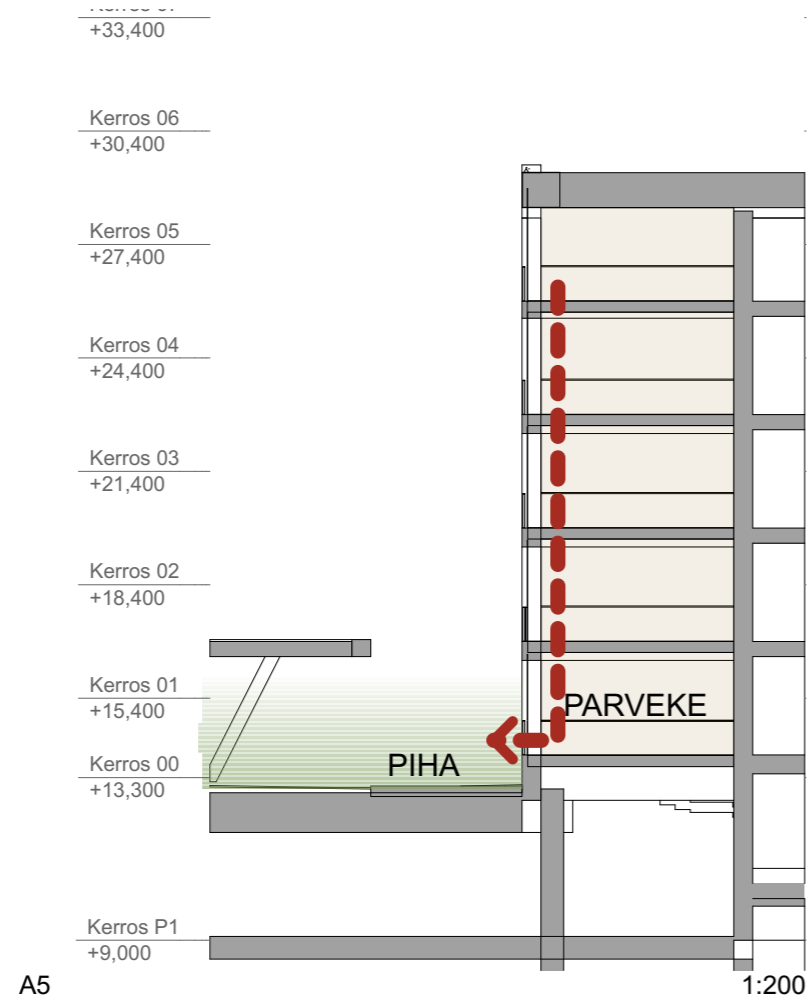 +33,400
Kerros 06
+30,400
Kerros 05
+27,400
Kerros 04
+24,400
Kerros 03
+21,400
Kerros 02
+18,400
Kerros 01
+15,400
PARVEKE
Kerros 00
+13,300
PIHA
Kerros P1
+9,000
A5
1:200